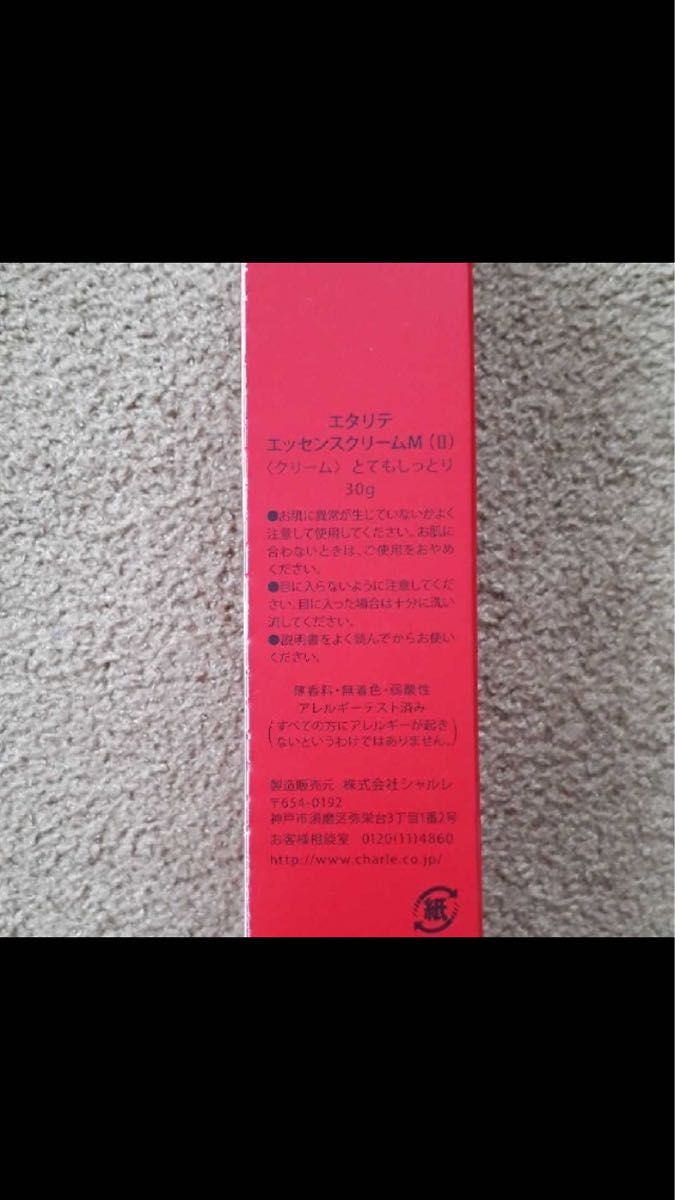 エタリテ
エッセンスクリームM(Ⅱ)
〈クリーム〉とてもしっとり
30g
●お肌に異常が生じていないかよく
注意して使用してください。お肌に
合わないときは、ご使用をおやめ
ください。
●目に入らないように注意してくだ
さい。目に入った場合は十分に洗い
流してください。
●説明書をよく読んでからお使い
ください。
無香料・無着色・弱酸性
アレルギーテスト済み
(すべての方にアレルギーが起き
ないというわけではありません。)
製造販売元 株式会社シャルレ
〒654-0192
神戸市須磨区弥栄台3丁目1番2号
お客様相談室 0120(11)4860
http://www.charle.co.jp/
紙